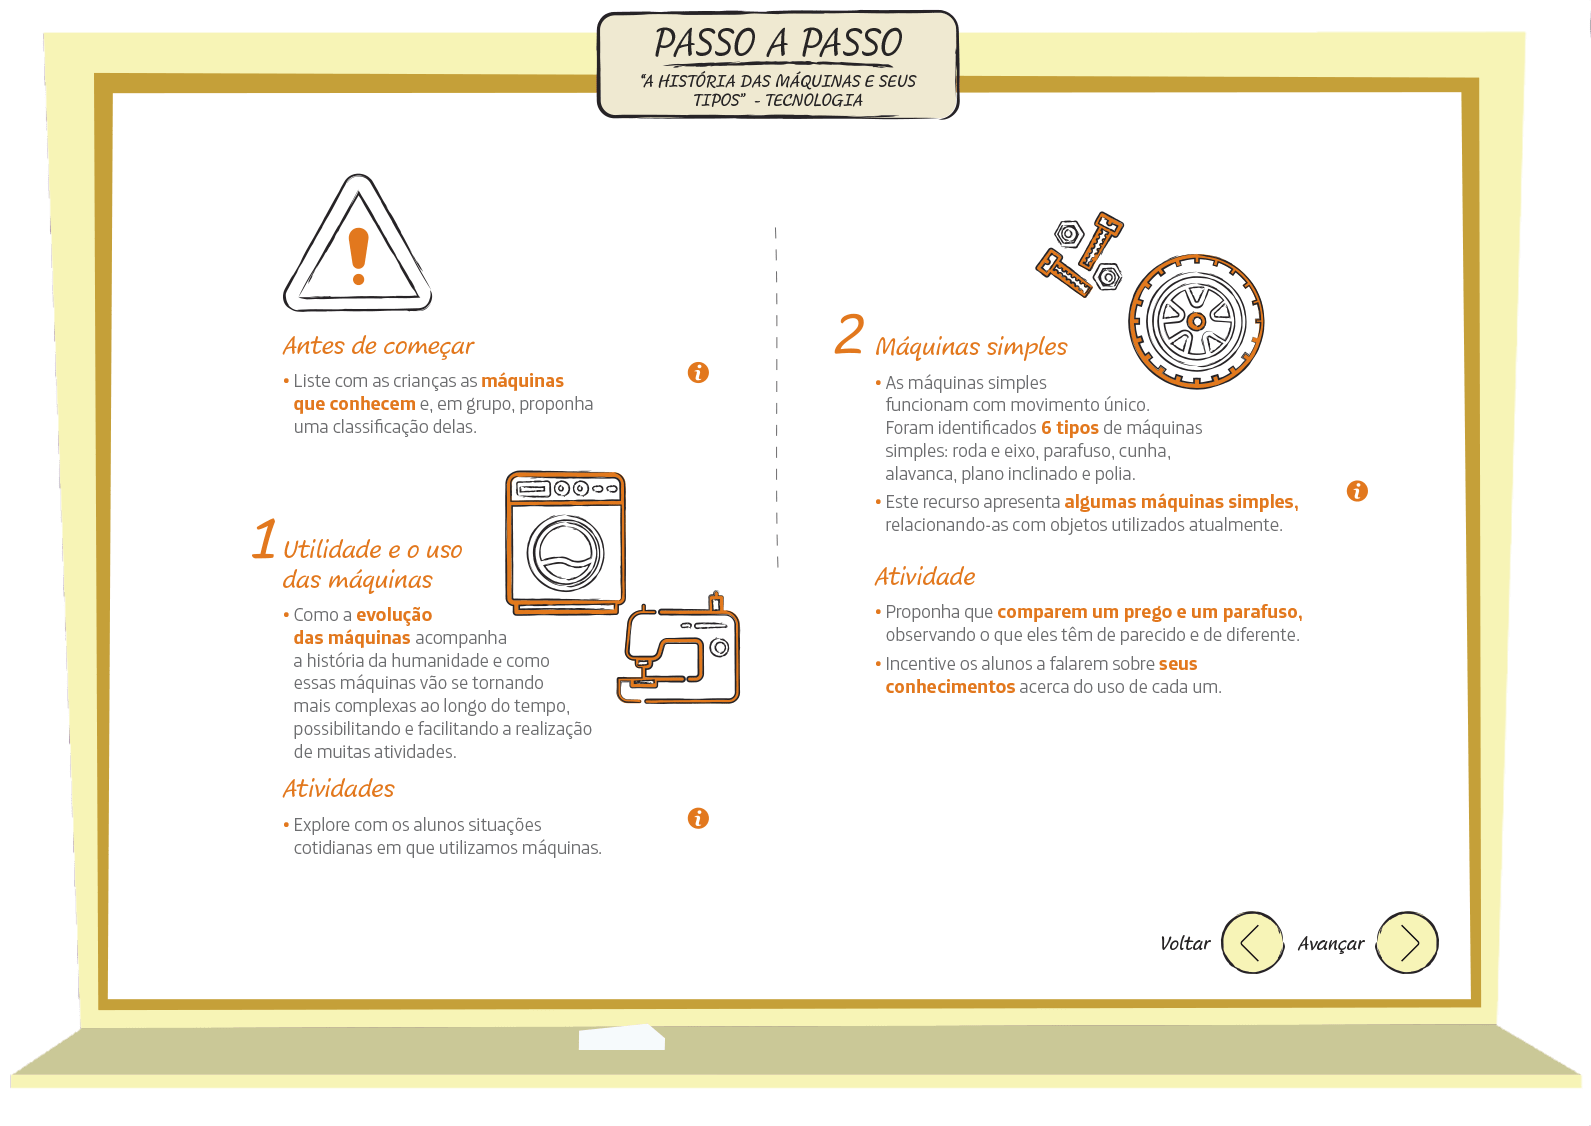 PASSO A PASSO
“A HISTÓRIA DAS MÁQUINAS E SEUS
TIPOS” - TECNOLOGIA
Antes de começar
• Liste com as crianças as máquinas
que conhecem e, em grupo, proponha
uma classificação delas.
i
1 Utilidade e o uso
das máquinas
• Como a evolução
das máquinas acompanha
a história da humanidade e como
essas máquinas vão se tornando
mais complexas ao longo do tempo,
possibilitando e facilitando a realização
de muitas atividades.
Atividades
• Explore com os alunos situações
cotidianas em que utilizamos máquinas.
i
2 Máquinas simples
• As máquinas simples
funcionam com movimento único.
Foram identificados 6 tipos de máquinas
simples: roda e eixo, parafuso, cunha,
alavanca, plano inclinado e polia.
• Este recurso apresenta algumas máquinas simples,
relacionando-as com objetos utilizados atualmente.
i
Atividade
• Proponha que comparem um prego e um parafuso,
observando o que eles têm de parecido e de diferente.
• Incentive os alunos a falarem sobre seus
conhecimentos acerca do uso de cada um.
Voltar
Avançar